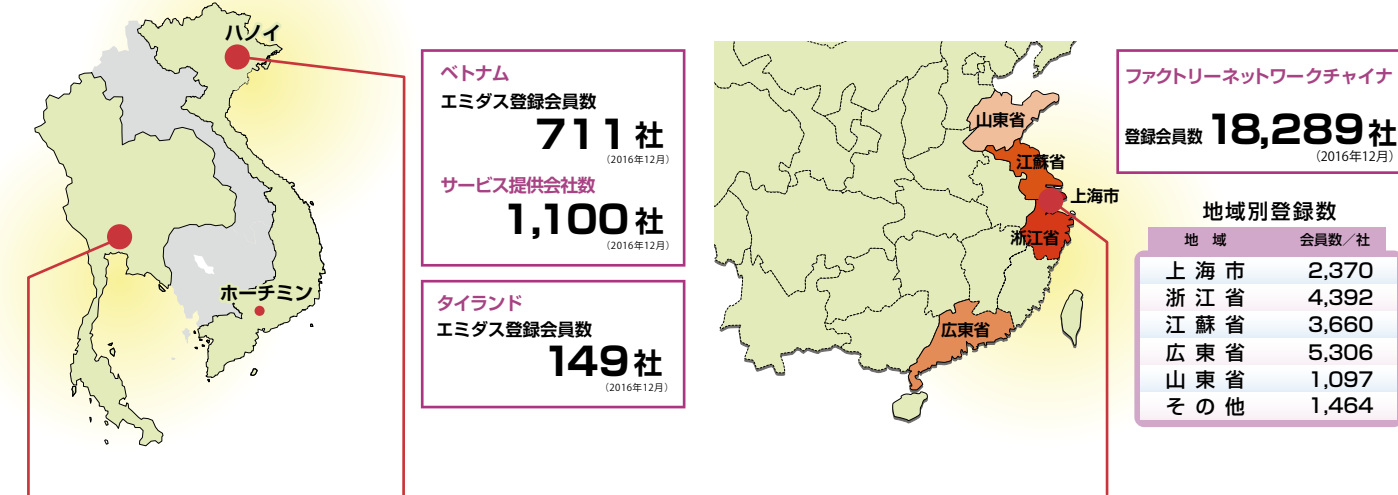 ハノイ
ホーチミン
ベトナム
エミダス登録会員数
711社
(2016年12月)
サービス提供会社数
1,100社
(2016年12月)
タイランド
エミダス登録会員数
149社
(2016年12月)
山東省
江蘇省
上海市
浙江省
広東省
ファクトリーネットワークチャイナ
登録会員数 18,289社
(2016年12月)
地域別登録数
地域 会員数/社
上海市 2,370
浙江省 4,392
江蘇省 3,660
広東省 5,306
山東省 1,097
その他 1,464